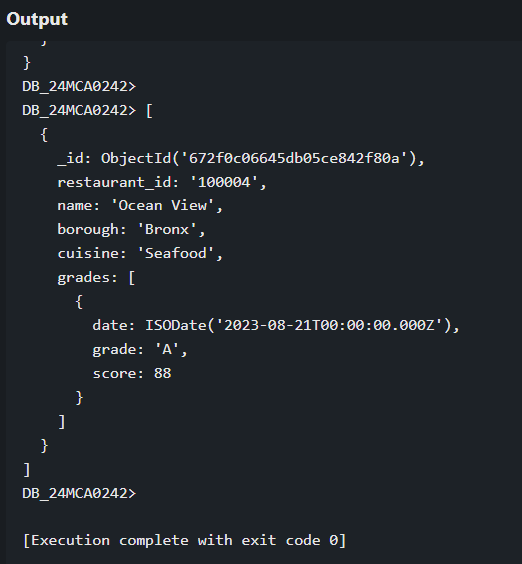 Output
}
}
DB_24MCA0242>
DB_24MCA0242> [
  {
    _id: ObjectId('672f0c06645db05ce842f80a'),
    restaurant_id: '100004',
    name: 'Ocean View',
    borough: 'Bronx',
    cuisine: 'Seafood',
    grades: [
      {
        date: ISODate('2023-08-21T00:00:00.000Z'),
        grade: 'A',
        score: 88
      }
    ]
  }
]
DB_24MCA0242>
[Execution complete with exit code 0]